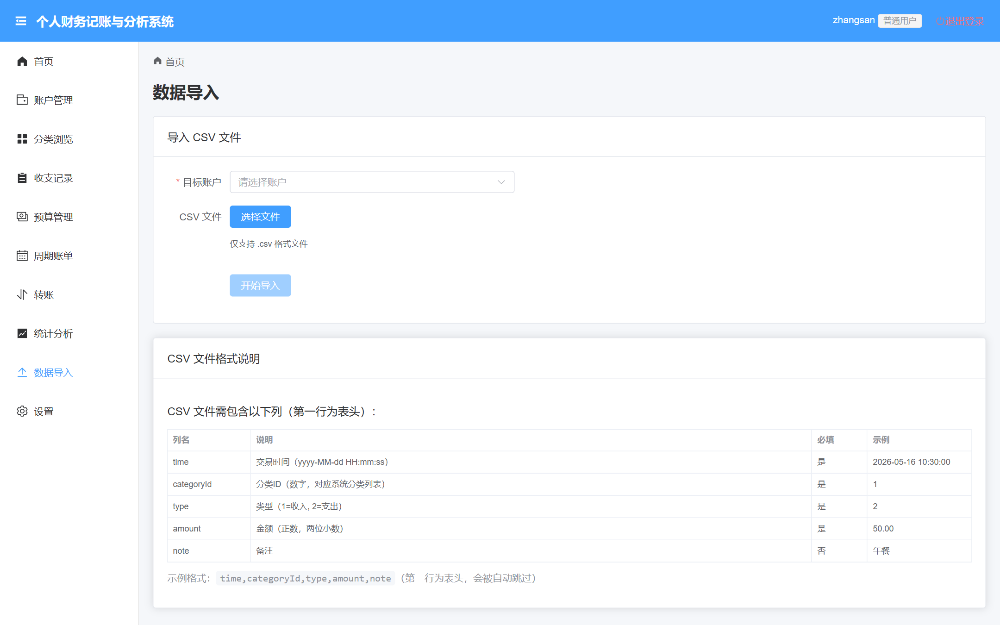 个人财务记账与分析系统
zhangsan 普通用户 退出登录
首页
账户管理
分类浏览
收支记录
预算管理
周期账单
转账
统计分析
数据导入
设置
首页
数据导入
导入 CSV 文件
* 目标账户 请选择账户
CSV 文件 选择文件
仅支持 .csv 格式文件
开始导入
CSV 文件格式说明
CSV 文件需包含以下列（第一行为表头）：
列名 说明 必填 示例
time 交易时间（yyyy-MM-dd HH:mm:ss） 是 2026-05-16 10:30:00
categoryId 分类ID（数字，对应系统分类列表） 是 1
type 类型（1=收入, 2=支出） 是 2
amount 金额（正数，两位小数） 是 50.00
note 备注 否 午餐
示例格式：time,categoryId,type,amount,note（第一行为表头，会被自动跳过）